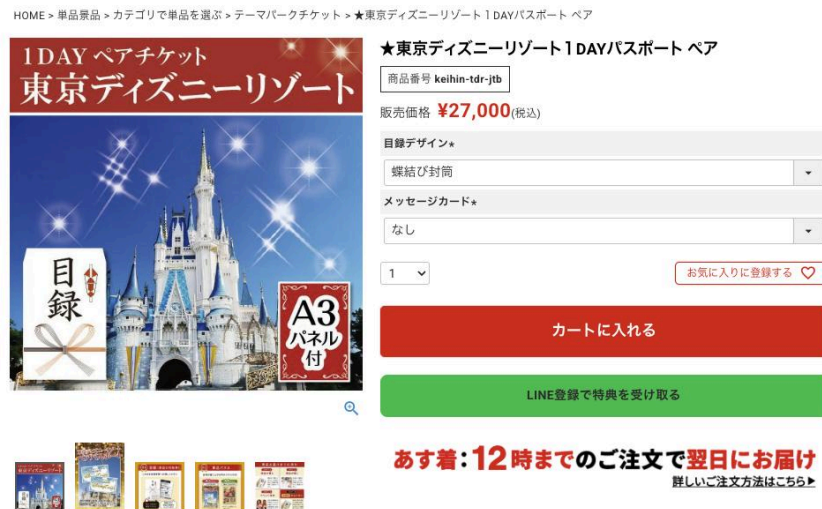 HOME > 単品景品 > カテゴリで単品を選ぶ > テーマパークチケット > ★東京ディズニーリゾート1DAYパスポート ペア
1DAY ペアチケット
東京ディズニーリゾート
目録
A3
パネル
付
★東京ディズニーリゾート1DAYパスポート ペア
商品番号 keihin-tdr-jtb
販売価格 ¥27,000(税込)
目録デザイン*
蝶結び封筒
メッセージカード*
なし
1
お気に入りに登録する
カートに入れる
LINE登録で特典を受け取る
あす着：12時までのご注文で翌日にお届け
詳しいご注文方法はこちら▶